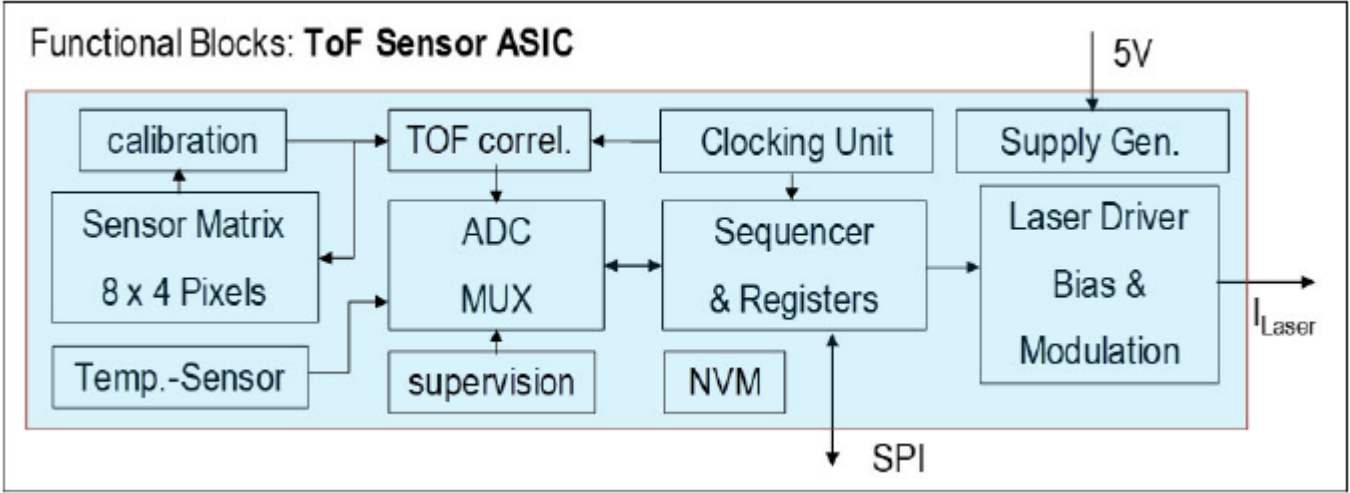 Functional Blocks: ToF Sensor ASIC
5V
calibration
TOF correl.
Clocking Unit
Supply Gen.
Sensor Matrix
8 x 4 Pixels
ADC
MUX
Sequencer
& Registers
Laser Driver
Bias &
Modulation
I_Laser
Temp.-Sensor
supervision
NVM
SPI